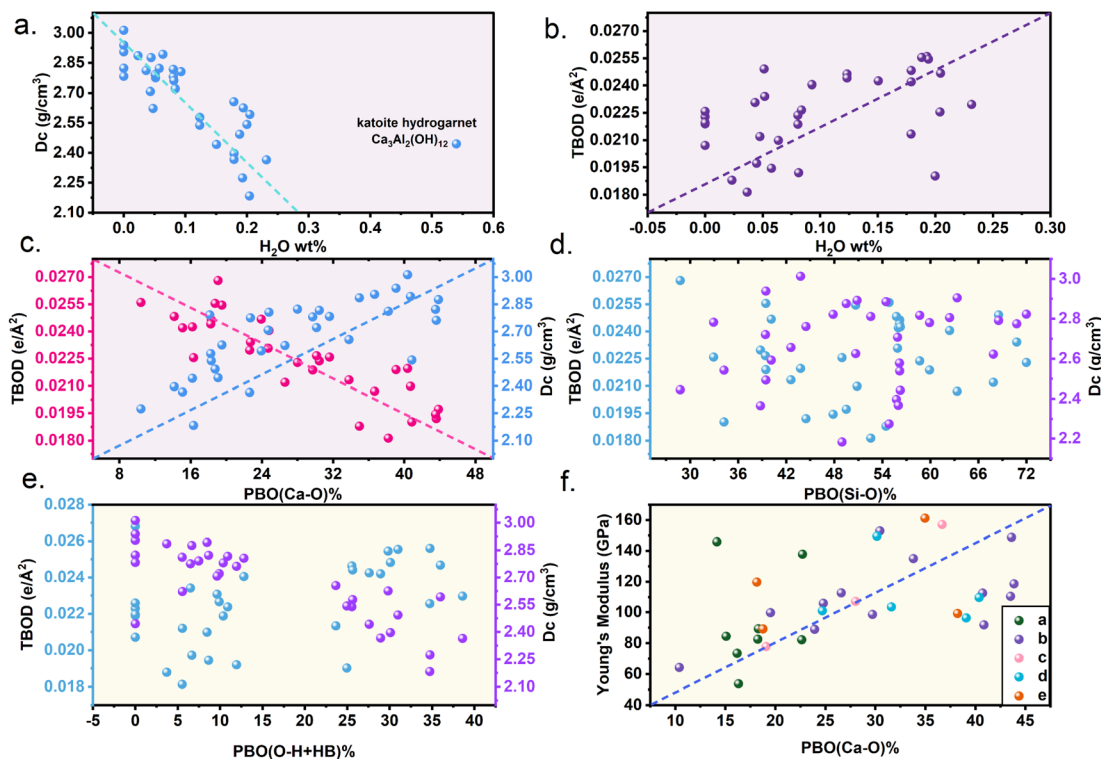 a.
3.00
2.85
2.70
2.55
2.40
2.25
2.10
Dc (g/cm³)
katoite hydrogarnet
Ca₃Al₂(OH)₁₂
0.0 0.1 0.2 0.3 0.4 0.5 0.6
H₂O wt%
b.
0.0270
0.0255
0.0240
0.0225
0.0210
0.0195
0.0180
TBOD (e/Å²)
-0.05 0.00 0.05 0.10 0.15 0.20 0.25 0.30
H₂O wt%
c.
0.0270
0.0255
0.0240
0.0225
0.0210
0.0195
0.0180
TBOD (e/Å²)
3.00
2.85
2.70
2.55
2.40
2.25
2.10
Dc (g/cm³)
8 16 24 32 40 48
PBO(Ca-O)%
d.
0.0270
0.0255
0.0240
0.0225
0.0210
0.0195
0.0180
TBOD (e/Å²)
3.0
2.8
2.6
2.4
2.2
Dc (g/cm³)
30 36 42 48 54 60 66 72
PBO(Si-O)%
e.
0.028
0.026
0.024
0.022
0.020
0.018
TBOD (e/Å²)
3.00
2.85
2.70
2.55
2.40
2.25
2.10
Dc (g/cm³)
-5 0 5 10 15 20 25 30 35 40
PBO(O-H+HB)%
f.
160
140
120
100
80
60
40
Young's Modulus (GPa)
a
b
c
d
e
10 15 20 25 30 35 40 45
PBO(Ca-O)%